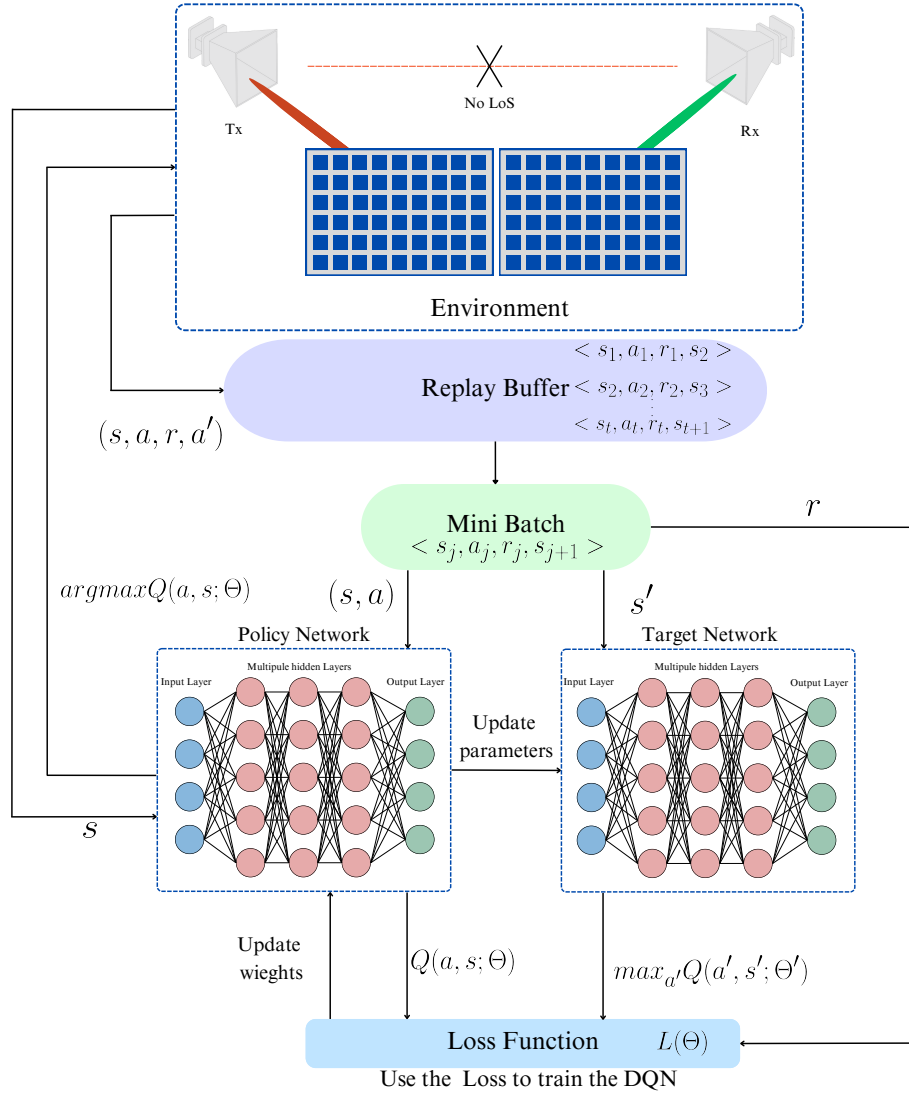 No LoS
Tx
Rx
Environment
< s_1, a_1, r_1, s_2 >
Replay Buffer < s_2, a_2, r_2, s_3 >
⋮
< s_t, a_t, r_t, s_{t+1} >
(s, a, r, a′)
Mini Batch
< s_j, a_j, r_j, s_{j+1} >
r
argmaxQ(a, s; Θ)
(s, a)
s′
Policy Network
Target Network
Input Layer
Multipule hidden Layers
Output Layer
Input Layer
Multipule hidden Layers
Output Layer
Update
parameters
s
Update
wieghts
Q(a, s; Θ)
max_{a′}Q(a′, s′; Θ′)
Loss Function L(Θ)
Use the Loss to train the DQN